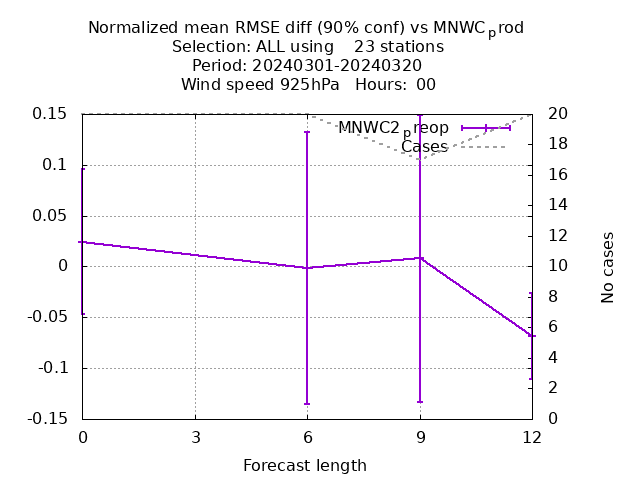 Normalized mean RMSE diff (90% conf) vs MNWCprod
Selection: ALL using    23 stations
Period: 20240301-20240320
Wind speed 925hPa   Hours: 00
MNWC2preop
Cases
0.15
0.1
0.05
0
-0.05
-0.1
-0.15
20
18
16
14
12
10
8
6
4
2
0
No cases
0 3 6 9 12
Forecast length